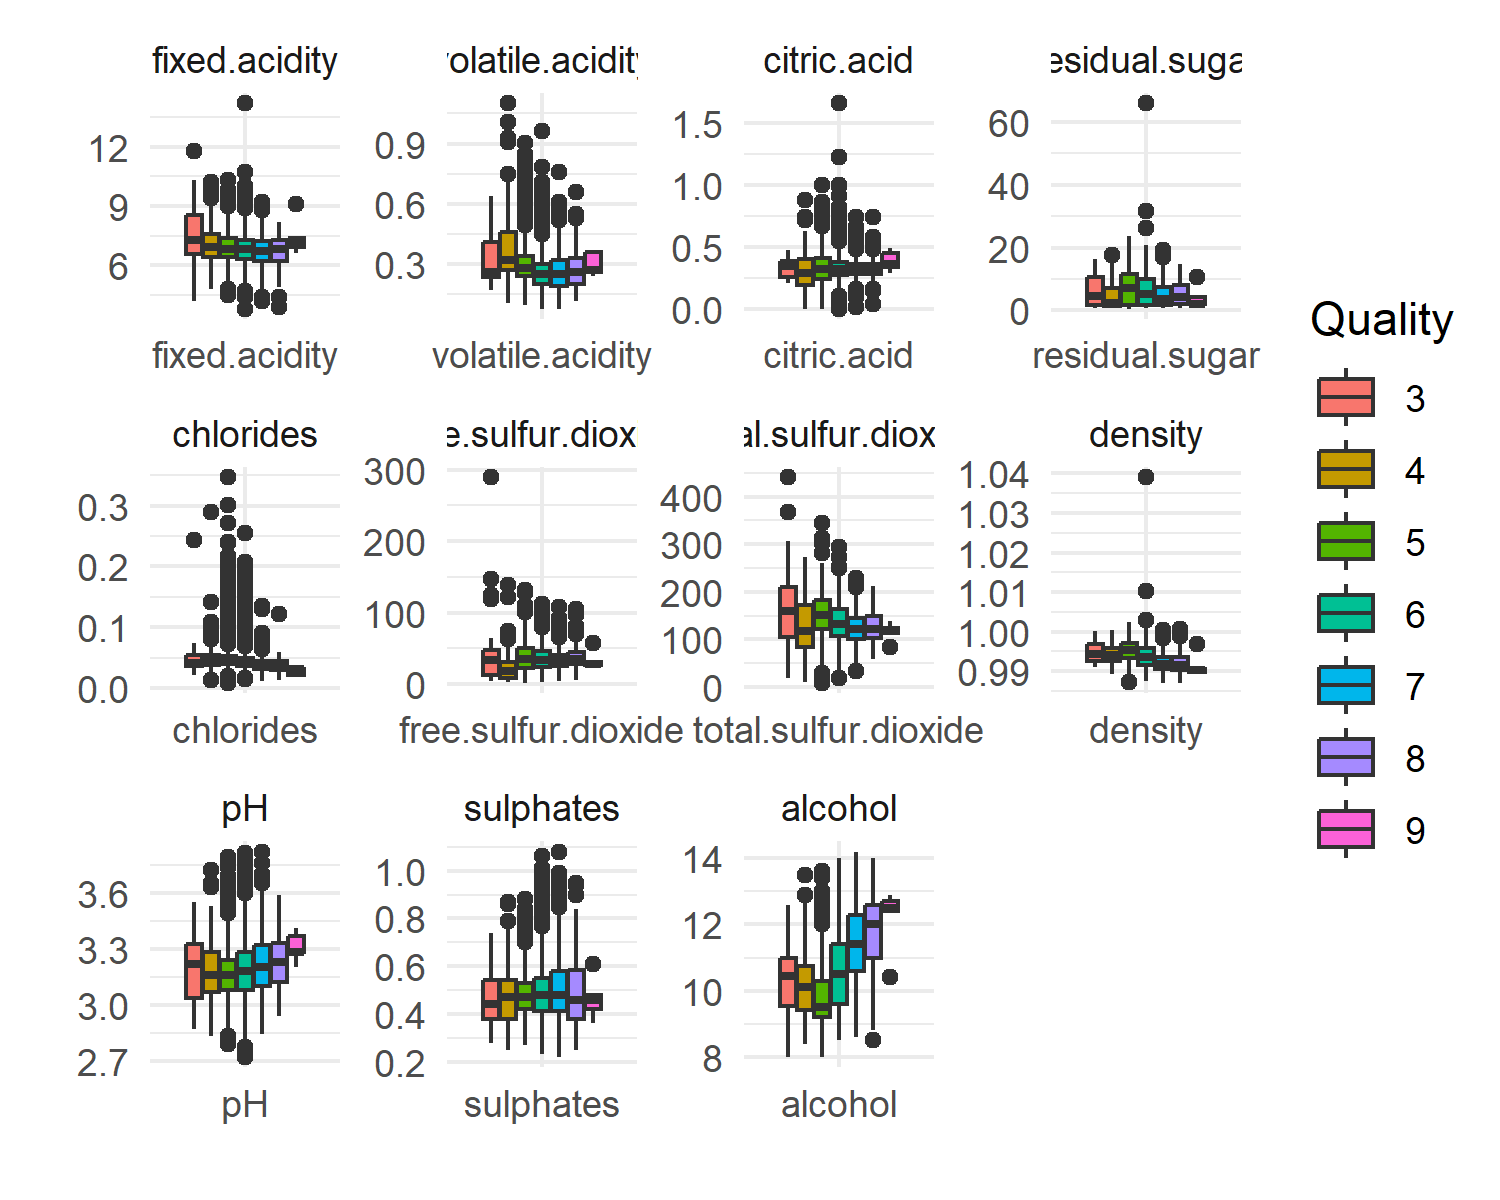 fixed.acidity
volatile.acidity
citric.acid
esidual.suga
12
9
6
0.9
0.6
0.3
1.5
1.0
0.5
0.0
60
40
20
0
fixed.acidity
volatile.acidity
citric.acid
residual.sugar
chlorides
e.sulfur.diox
al.sulfur.diox
density
0.3
0.2
0.1
0.0
300
200
100
0
400
300
200
100
0
1.04
1.03
1.02
1.01
1.00
0.99
chlorides
free.sulfur.dioxide
total.sulfur.dioxide
density
pH
sulphates
alcohol
3.6
3.3
3.0
2.7
1.0
0.8
0.6
0.4
0.2
14
12
10
8
pH
sulphates
alcohol
Quality
3
4
5
6
7
8
9